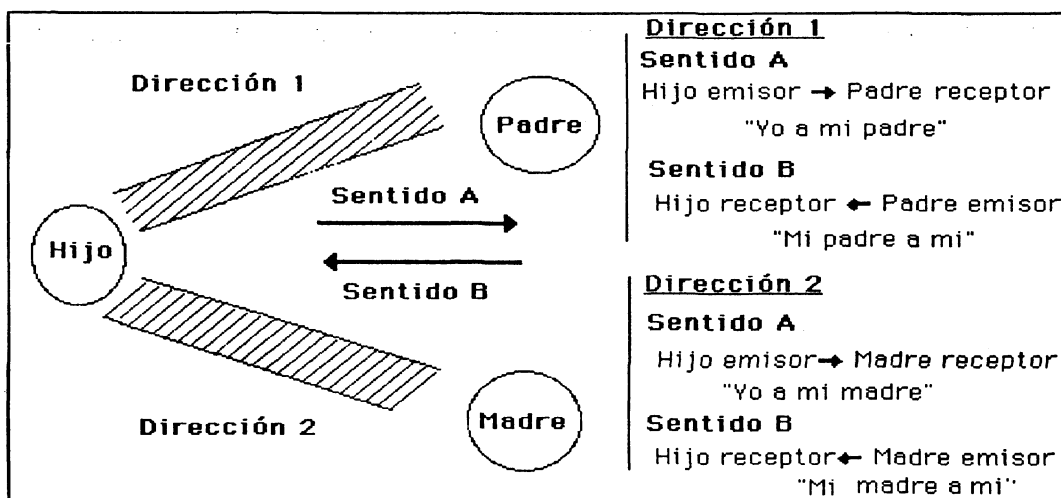 Dirección 1
Padre
Sentido A
Hijo
Sentido B
Madre
Dirección 2
Dirección 1
Sentido A
Hijo emisor → Padre receptor
"Yo a mi padre"
Sentido B
Hijo receptor ← Padre emisor
"Mi padre a mi"
Dirección 2
Sentido A
Hijo emisor → Madre receptor
"Yo a mi madre"
Sentido B
Hijo receptor ← Madre emisor
"Mi madre a mi"